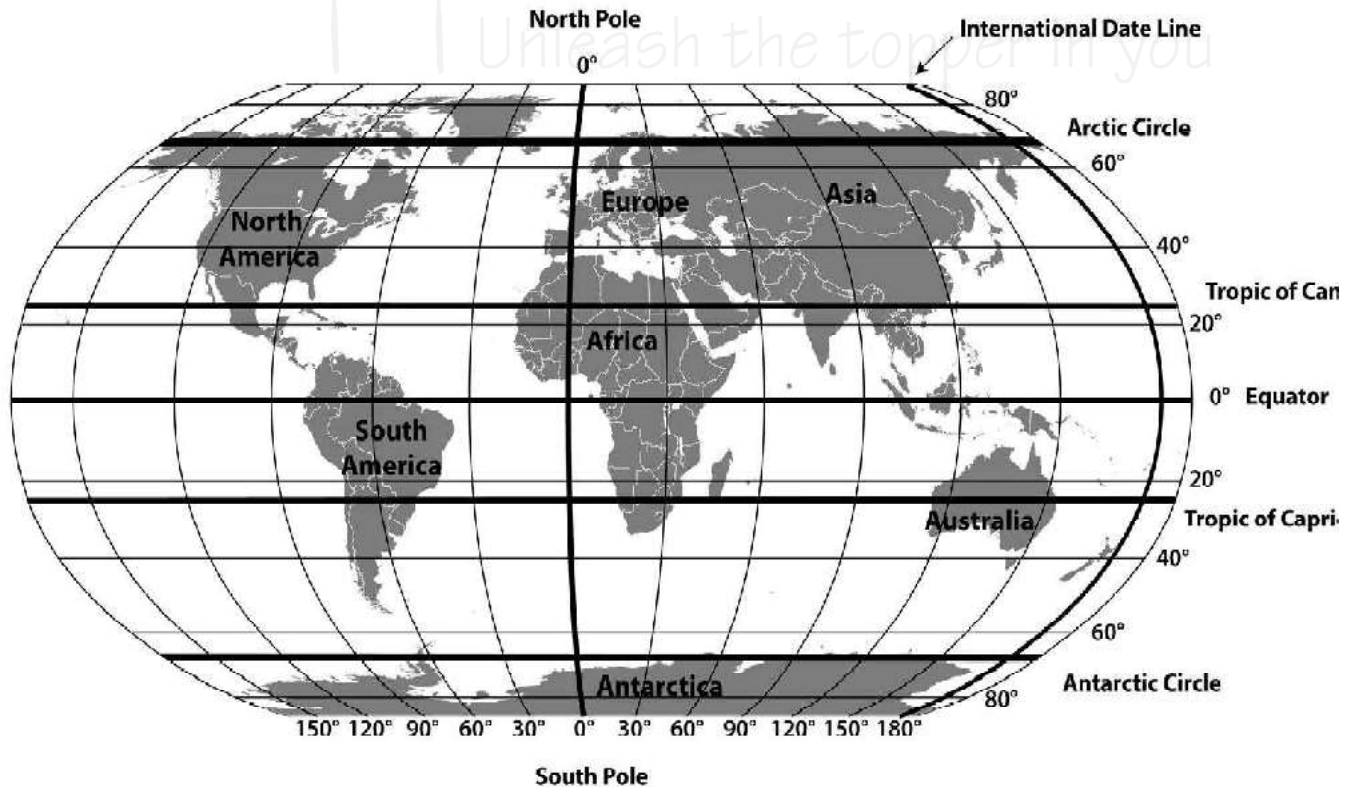 North Pole
International Date Line
Unleash the topper in you
0°
80°
Arctic Circle
60°
Europe
Asia
North
America
40°
Tropic of Can
20°
Africa
0° Equator
South
America
20°
Australia
Tropic of Capri-
40°
60°
Antarctica
Antarctic Circle
80°
150° 120° 90° 60° 30° 0° 30° 60° 90° 120° 150° 180°
South Pole